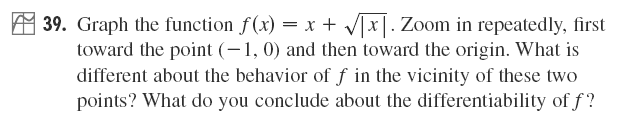 39. Graph the function f(x) = x + √|x|. Zoom in repeatedly, first
toward the point (−1, 0) and then toward the origin. What is
different about the behavior of f in the vicinity of these two
points? What do you conclude about the differentiability of f?